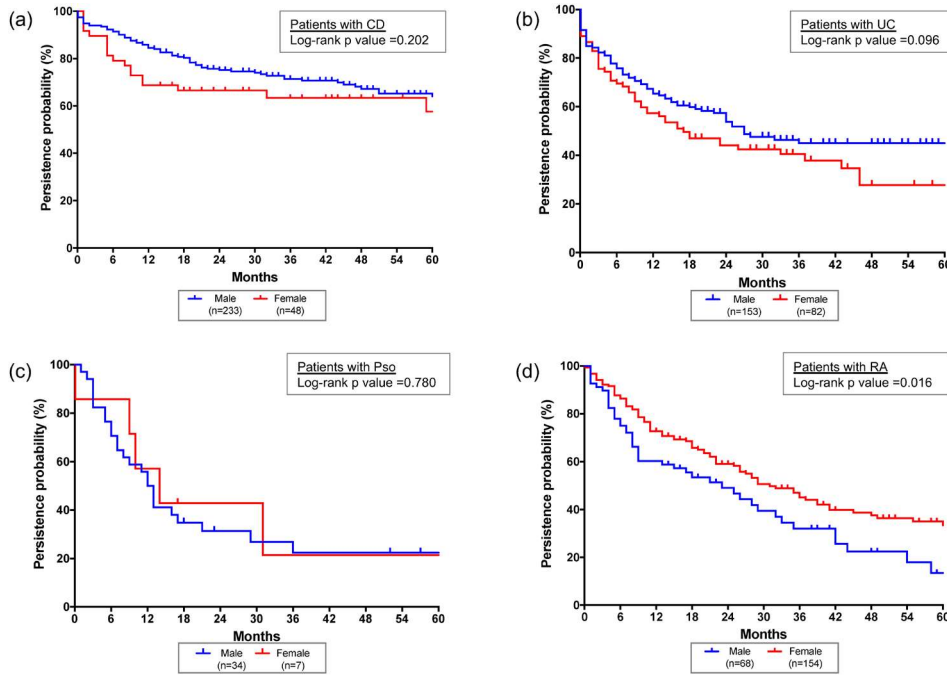 (a)
Patients with CD
Log-rank p value =0.202
Persistence probability (%)
100
80
60
40
20
0
0 6 12 18 24 30 36 42 48 54 60
Months
Male Female
(n=233) (n=48)
(b)
Patients with UC
Log-rank p value =0.096
Persistence probability (%)
100
80
60
40
20
0
0 6 12 18 24 30 36 42 48 54 60
Months
Male Female
(n=153) (n=82)
(c)
Patients with Pso
Log-rank p value =0.780
Persistence probability (%)
100
80
60
40
20
0
0 6 12 18 24 30 36 42 48 54 60
Months
Male Female
(n=34) (n=7)
(d)
Patients with RA
Log-rank p value =0.016
Persistence probability (%)
100
80
60
40
20
0
0 6 12 18 24 30 36 42 48 54 60
Months
Male Female
(n=68) (n=154)